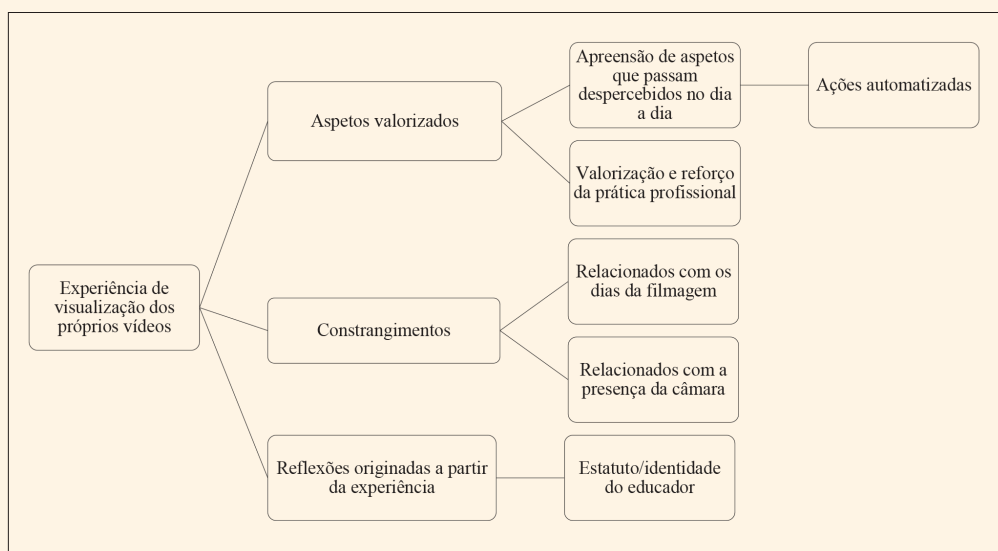 Experiência de
visualização dos
próprios vídeos
Aspetos valorizados
Apreensão de aspetos
que passam
despercebidos no dia
a dia
Ações automatizadas
Valorização e reforço
da prática profissional
Constrangimentos
Relacionados com os
dias da filmagem
Relacionados com a
presença da câmara
Reflexões originadas a partir
da experiência
Estatuto/identidade
do educador